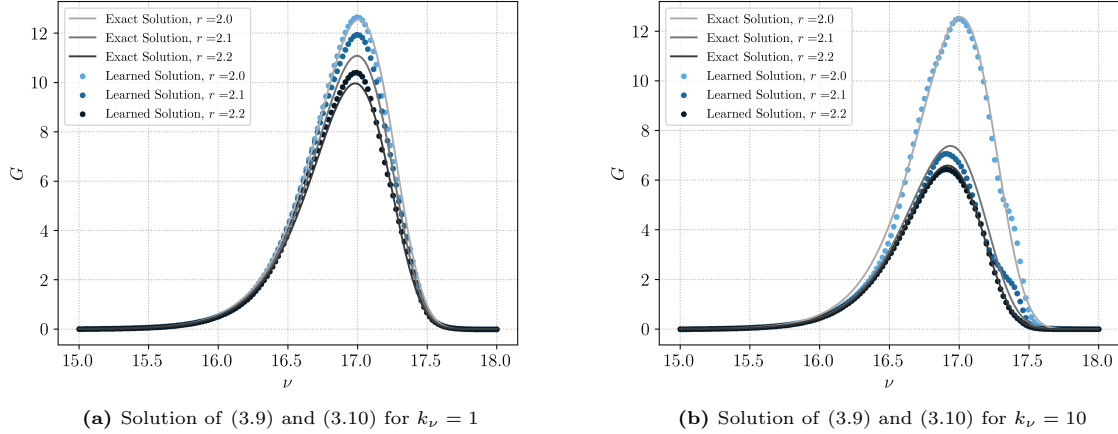 12
10
8
6
4
2
0
G
Exact Solution, r =2.0
Exact Solution, r =2.1
Exact Solution, r =2.2
Learned Solution, r =2.0
Learned Solution, r =2.1
Learned Solution, r =2.2
15.0 15.5 16.0 16.5 17.0 17.5 18.0
ν
(a) Solution of (3.9) and (3.10) for kν = 1
12
10
8
6
4
2
0
G
Exact Solution, r =2.0
Exact Solution, r =2.1
Exact Solution, r =2.2
Learned Solution, r =2.0
Learned Solution, r =2.1
Learned Solution, r =2.2
15.0 15.5 16.0 16.5 17.0 17.5 18.0
ν
(b) Solution of (3.9) and (3.10) for kν = 10